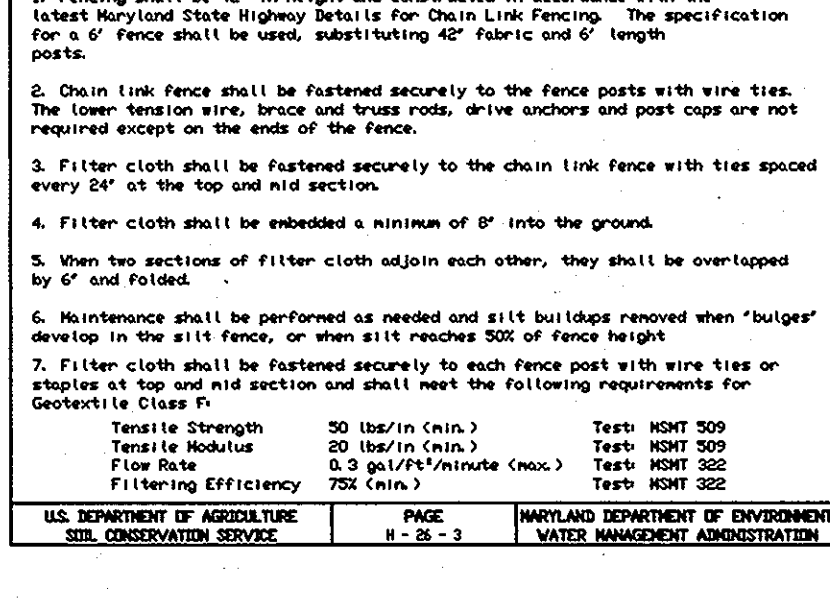 latest Maryland State Highway Details for Chain Link Fencing. The specification
for a 6' fence shall be used, substituting 42" fabric and 6' length
posts.
2. Chain link fence shall be fastened securely to the fence posts with wire ties.
The lower tension wire, brace and truss rods, drive anchors and post caps are not
required except on the ends of the fence.
3. Filter cloth shall be fastened securely to the chain link fence with ties spaced
every 24" at the top and mid section.
4. Filter cloth shall be embedded a minimum of 8" into the ground.
5. When two sections of filter cloth adjoin each other, they shall be overlapped
by 6" and folded.
6. Maintenance shall be performed as needed and silt buildups removed when "bulges"
develop in the silt fence, or when silt reaches 50% of fence height
7. Filter cloth shall be fastened securely to each fence post with wire ties or
staples at top and mid section and shall meet the following requirements for
Geotextile Class F:
Tensile Strength 50 lbs/in (min.) Test: MSMT 509
Tensile Modulus 20 lbs/in (min.) Test: MSMT 509
Flow Rate 0.3 gal/ft²/minute (max.) Test: MSMT 322
Filtering Efficiency 75% (min.) Test: MSMT 322
U.S. DEPARTMENT OF AGRICULTURE PAGE MARYLAND DEPARTMENT OF ENVIRONMENT
SOIL CONSERVATION SERVICE H - 26 - 3 WATER MANAGEMENT ADMINISTRATION